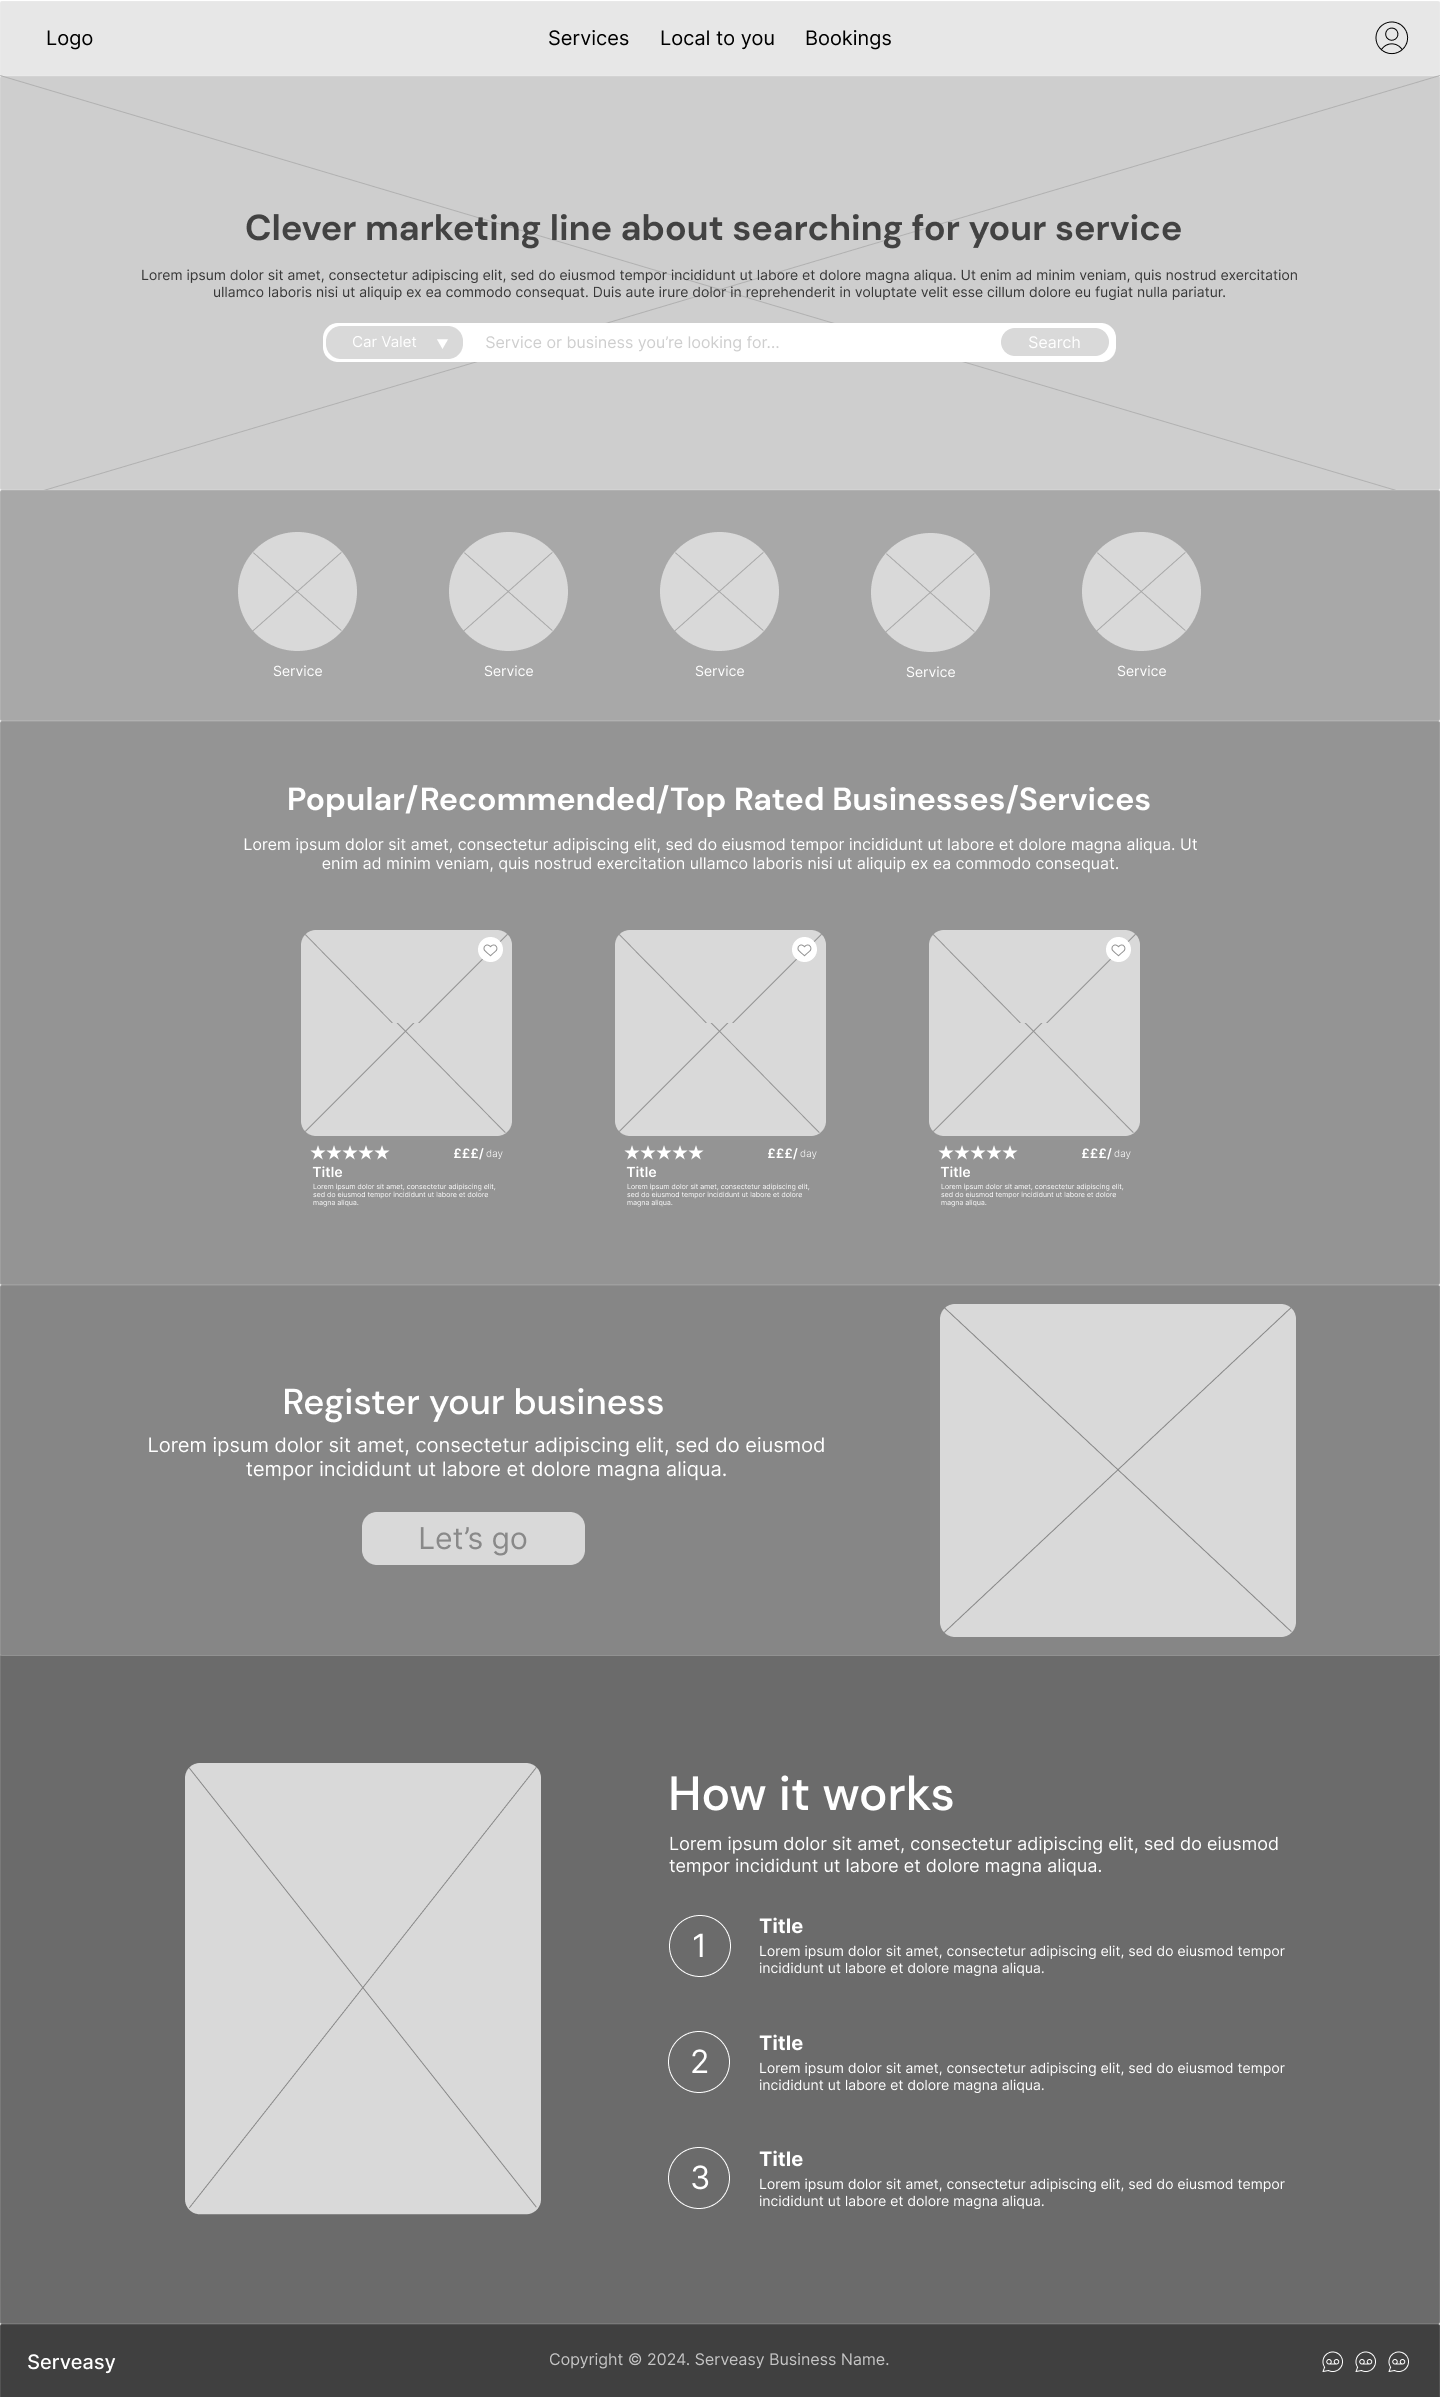 Logo
Services Local to you Bookings
Clever marketing line about searching for your service
Lorem ipsum dolor sit amet, consectetur adipiscing elit, sed do eiusmod tempor incididunt ut labore et dolore magna aliqua. Ut enim ad minim veniam, quis nostrud exercitation
ullamco laboris nisi ut aliquip ex ea commodo consequat. Duis aute irure dolor in reprehenderit in voluptate velit esse cillum dolore eu fugiat nulla pariatur.
Car Valet
Service or business you're looking for...
Search
Service
Service
Service
Service
Service
Popular/Recommended/Top Rated Businesses/Services
Lorem ipsum dolor sit amet, consectetur adipiscing elit, sed do eiusmod tempor incididunt ut labore et dolore magna aliqua. Ut
enim ad minim veniam, quis nostrud exercitation ullamco laboris nisi ut aliquip ex ea commodo consequat.
£££/ day
Title
Lorem ipsum dolor sit amet, consectetur adipiscing elit,
sed do eiusmod tempor incididunt ut labore et dolore
magna aliqua.
£££/ day
Title
Lorem ipsum dolor sit amet, consectetur adipiscing elit,
sed do eiusmod tempor incididunt ut labore et dolore
magna aliqua.
£££/ day
Title
Lorem ipsum dolor sit amet, consectetur adipiscing elit,
sed do eiusmod tempor incididunt ut labore et dolore
magna aliqua.
Register your business
Lorem ipsum dolor sit amet, consectetur adipiscing elit, sed do eiusmod
tempor incididunt ut labore et dolore magna aliqua.
Let's go
How it works
Lorem ipsum dolor sit amet, consectetur adipiscing elit, sed do eiusmod
tempor incididunt ut labore et dolore magna aliqua.
1
Title
Lorem ipsum dolor sit amet, consectetur adipiscing elit, sed do eiusmod tempor
incididunt ut labore et dolore magna aliqua.
2
Title
Lorem ipsum dolor sit amet, consectetur adipiscing elit, sed do eiusmod tempor
incididunt ut labore et dolore magna aliqua.
3
Title
Lorem ipsum dolor sit amet, consectetur adipiscing elit, sed do eiusmod tempor
incididunt ut labore et dolore magna aliqua.
Serveasy
Copyright © 2024. Serveasy Business Name.